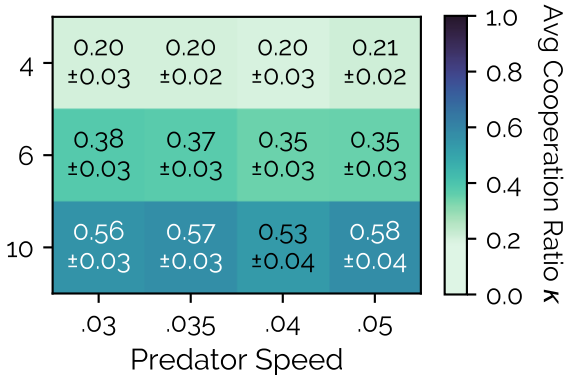 4
0.20 0.20 0.20 0.21
±0.03 ±0.02 ±0.03 ±0.02
6
0.38 0.37 0.35 0.35
±0.03 ±0.03 ±0.03 ±0.03
10
0.56 0.57 0.53 0.58
±0.03 ±0.03 ±0.04 ±0.04
.03 .035 .04 .05
Predator Speed
1.0
0.8
0.6
0.4
0.2
0.0
Avg Cooperation Ratio κ